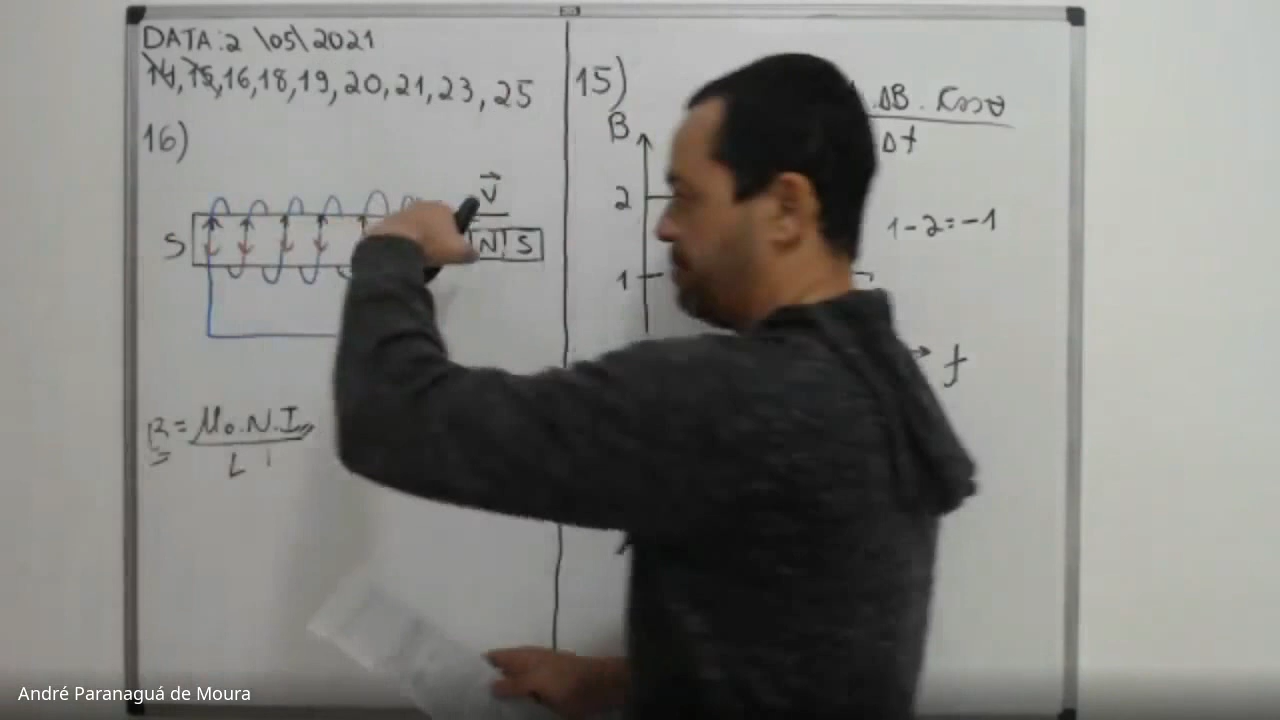 DATA: 2 \05\ 2021
14, 15, 16, 18, 19, 20, 21, 23, 25
16)
V
S
N S
B = μo.N.I
L
15)
.ΔB. Cosθ
Δt
B
2
1 - 2 = -1
1
t
André Paranaguá de Moura